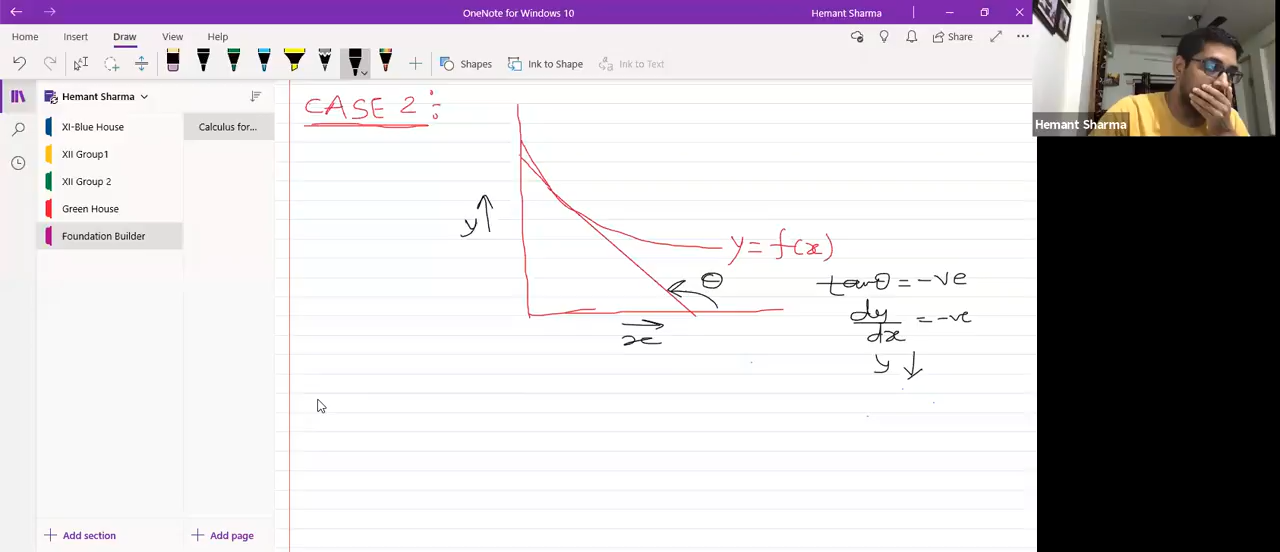 OneNote for Windows 10
Hemant Sharma
Home Insert Draw View Help
Share
Shapes
Ink to Shape
Ink to Text
Hemant Sharma
XI-Blue House
XII Group1
XII Group 2
Green House
Foundation Builder
Add section
Calculus for...
Add page
CASE 2 :
y
y = f(x)
θ
x
tanθ = -ve
dy/dx = -ve
y ↓
Hemant Sharma